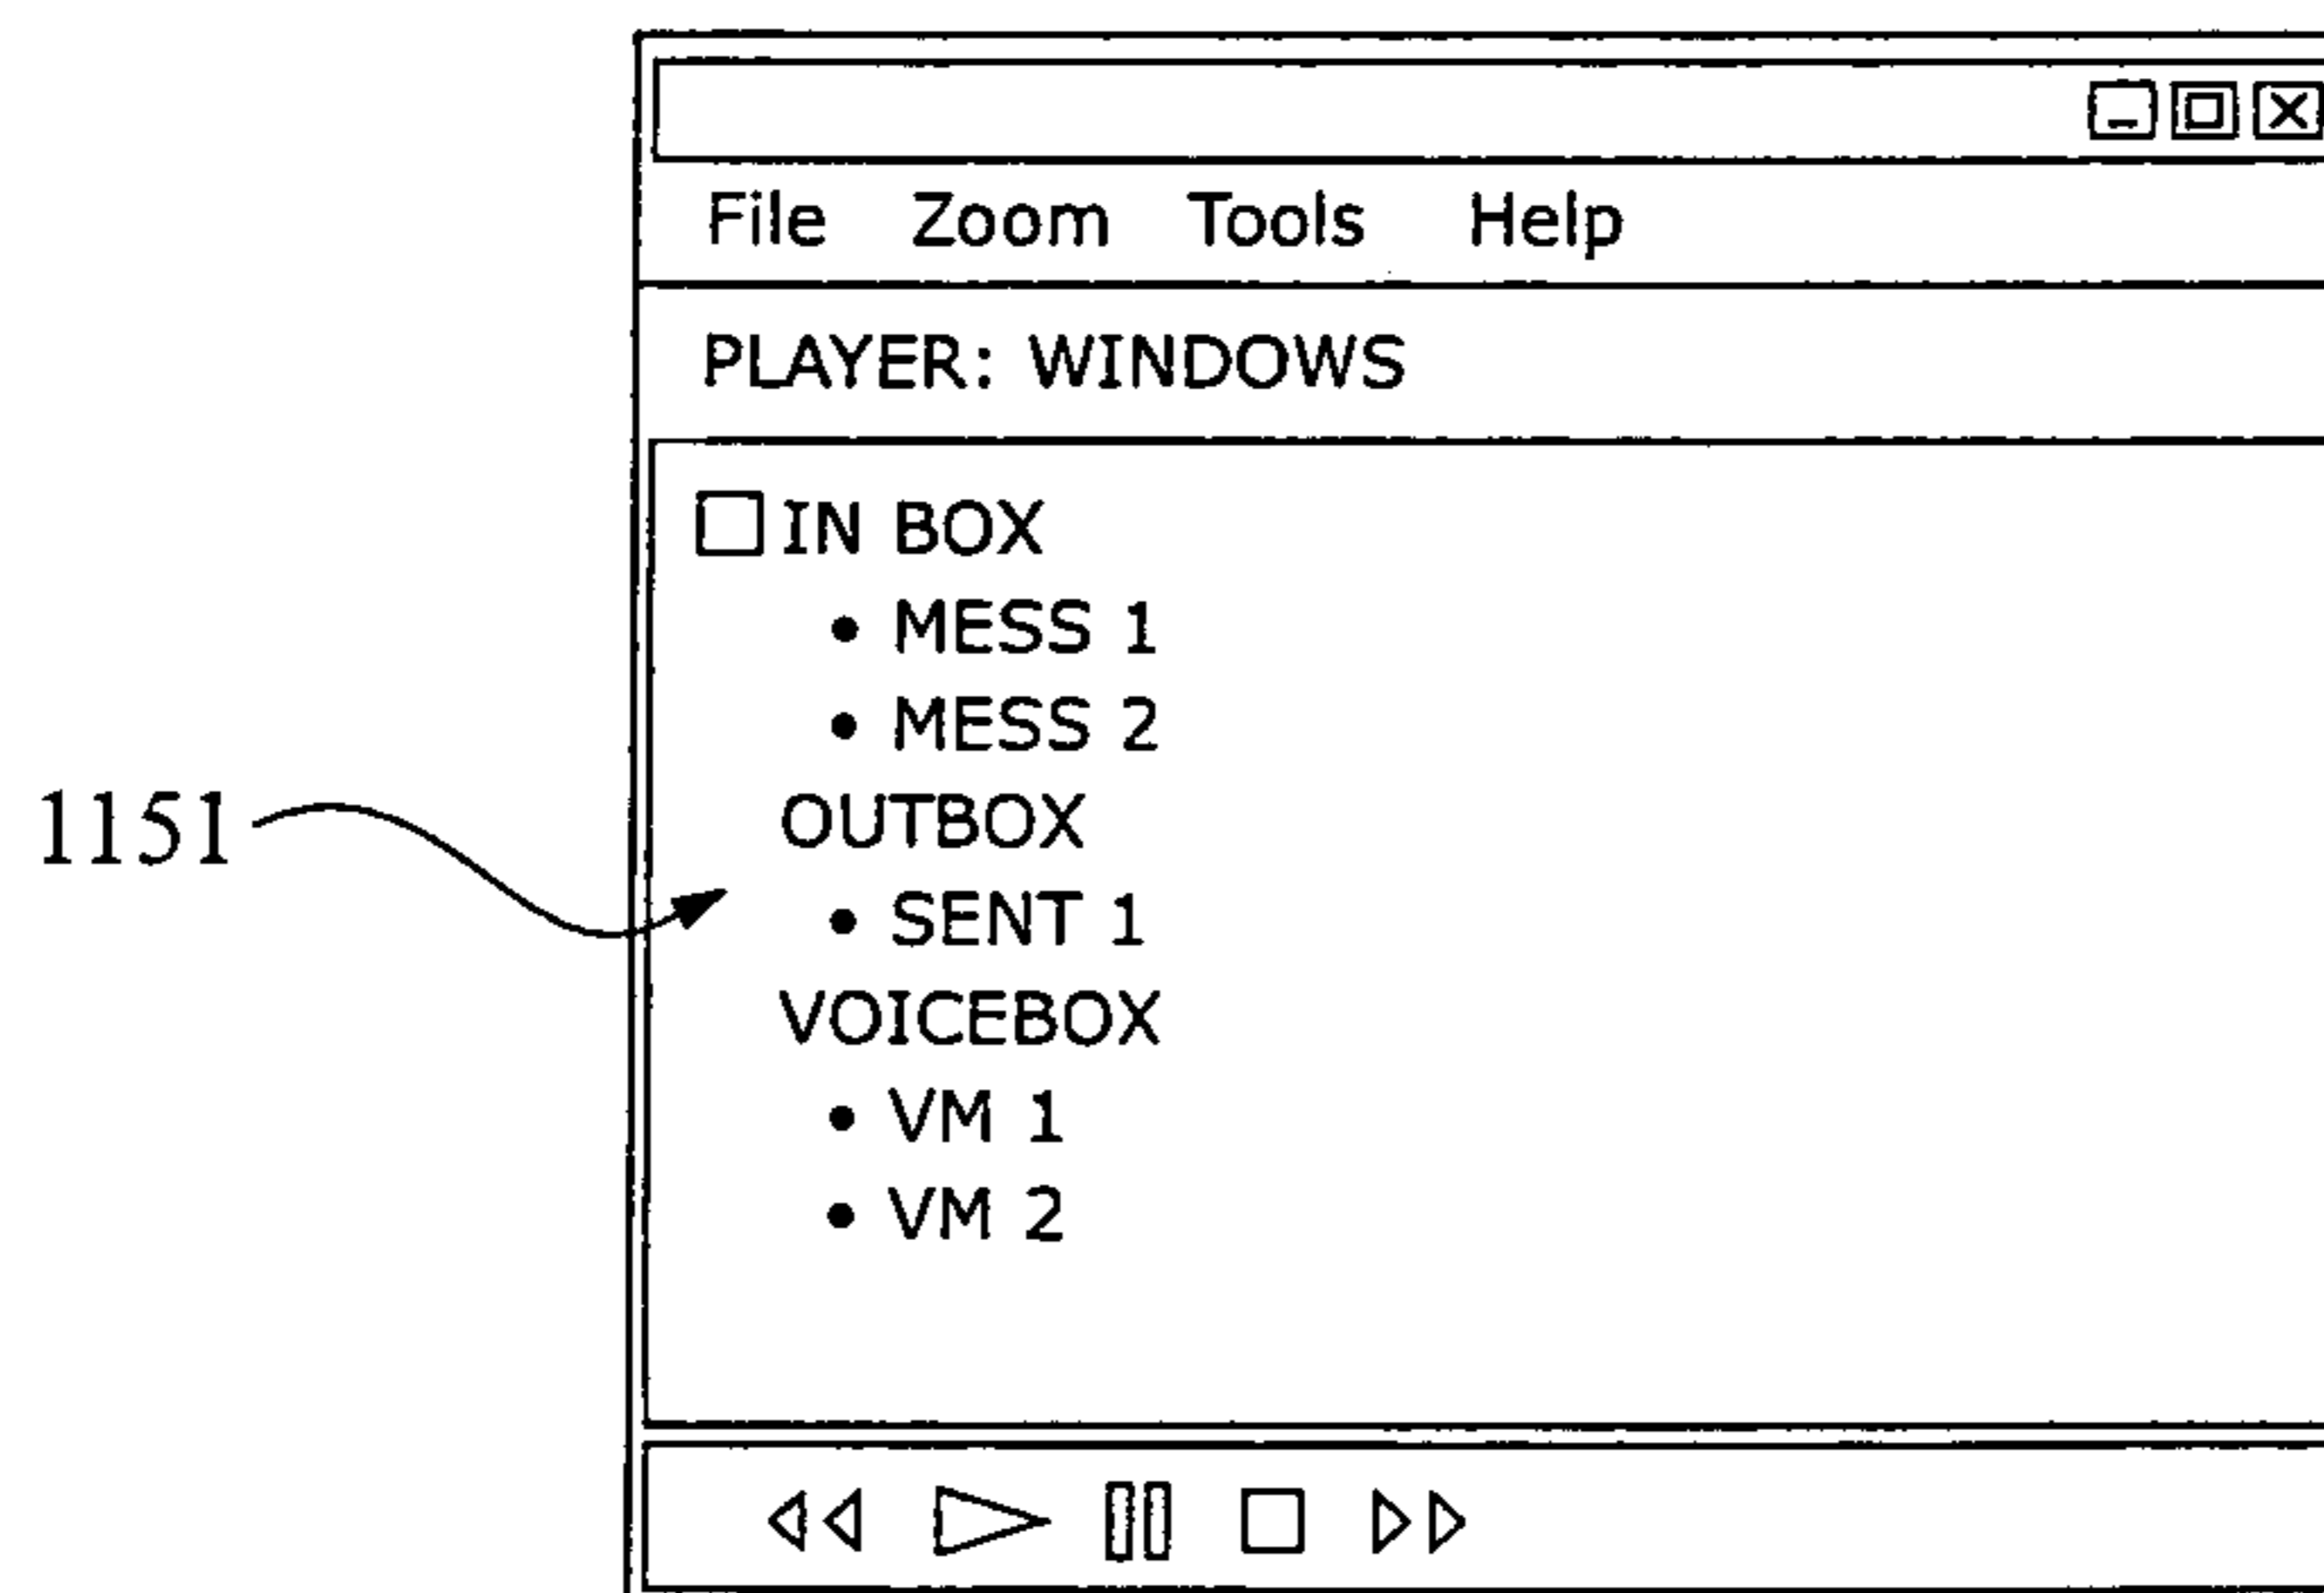 File Zoom Tools Help
PLAYER: WINDOWS
IN BOX
• MESS 1
• MESS 2
OUTBOX
1151
• SENT 1
VOICEBOX
• VM 1
• VM 2